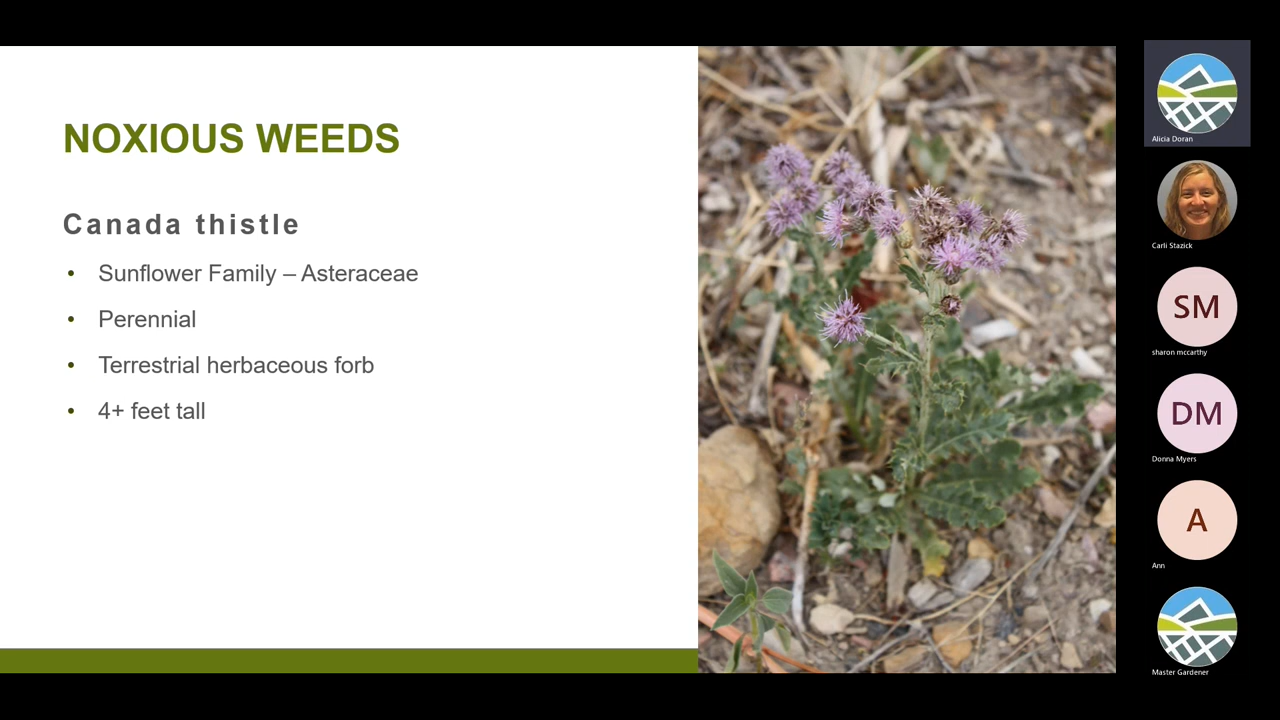 NOXIOUS WEEDS
Canada thistle
• Sunflower Family – Asteraceae
• Perennial
• Terrestrial herbaceous forb
• 4+ feet tall
Alicia Doran
Carli Stazick
SM
sharon mccarthy
DM
Donna Myers
A
Ann
Master Gardener